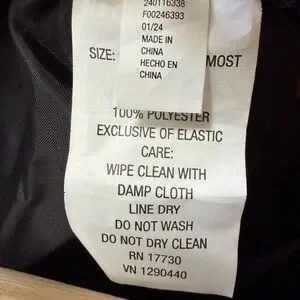 240116338
F00246393
01/24
MADE IN
CHINA
HECHO EN
CHINA
SIZE: MOST
100% POLYESTER
EXCLUSIVE OF ELASTIC
CARE:
WIPE CLEAN WITH
DAMP CLOTH
LINE DRY
DO NOT WASH
DO NOT DRY CLEAN
RN 17730
VN 1290440